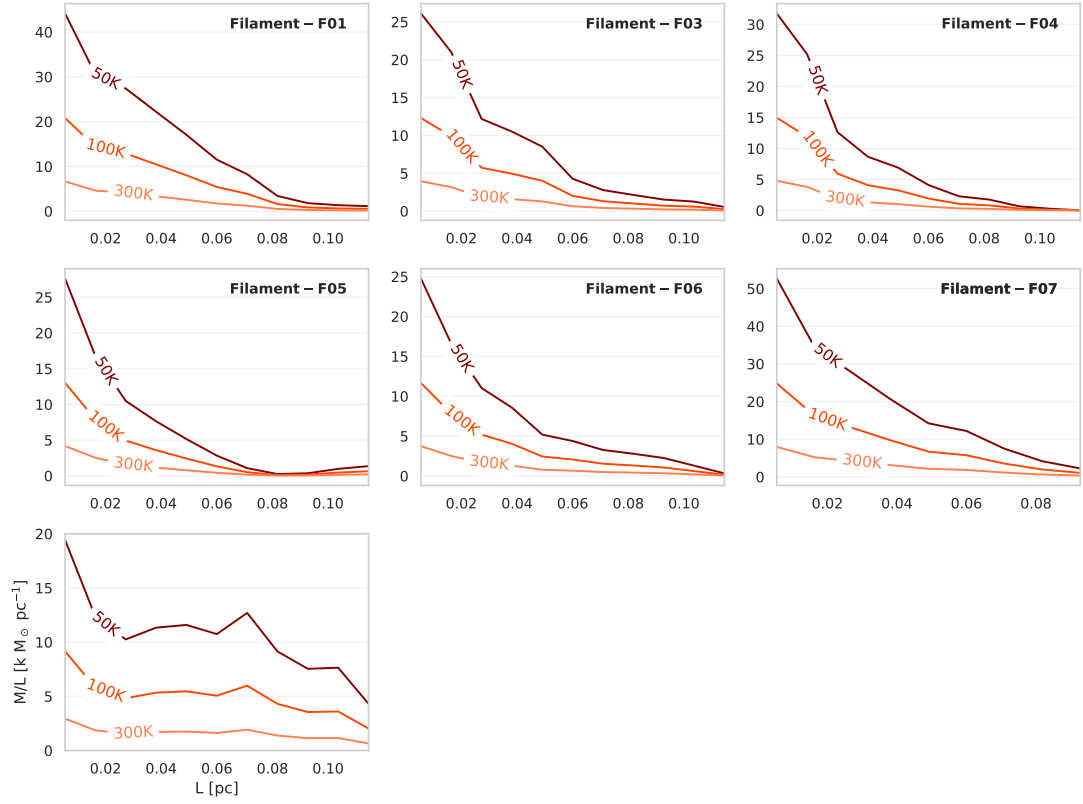 Filament – F01
40
30
20
10
0
50K
100K
300K
0.02 0.04 0.06 0.08 0.10
Filament – F03
25
20
15
10
5
0
50K
100K
300K
0.02 0.04 0.06 0.08 0.10
Filament – F04
30
25
20
15
10
5
0
50K
100K
300K
0.02 0.04 0.06 0.08 0.10
Filament – F05
25
20
15
10
5
0
50K
100K
300K
0.02 0.04 0.06 0.08 0.10
Filament – F06
25
20
15
10
5
0
50K
100K
300K
0.02 0.04 0.06 0.08 0.10
Filament – F07
50
40
30
20
10
0
50K
100K
300K
0.02 0.04 0.06 0.08
M/L [k M⊙ pc⁻¹]
20
15
10
5
0
50K
100K
300K
0.02 0.04 0.06 0.08 0.10
L [pc]